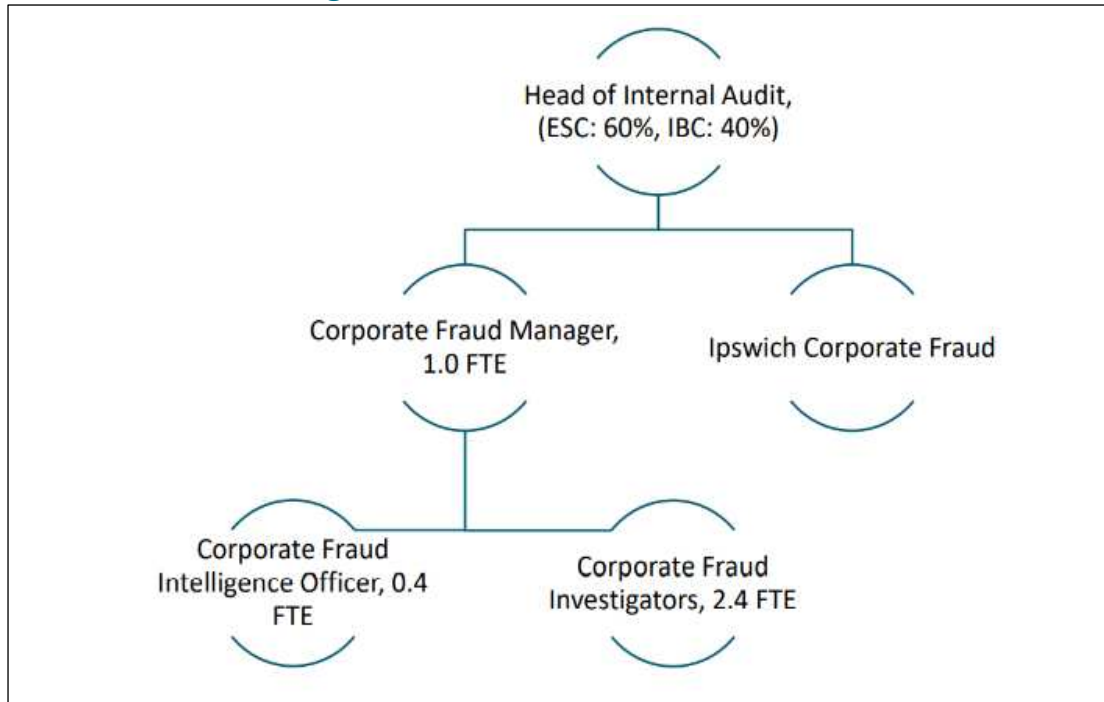 Head of Internal Audit,
(ESC: 60%, IBC: 40%)
Corporate Fraud Manager,
1.0 FTE
Ipswich Corporate Fraud
Corporate Fraud
Intelligence Officer, 0.4
FTE
Corporate Fraud
Investigators, 2.4 FTE